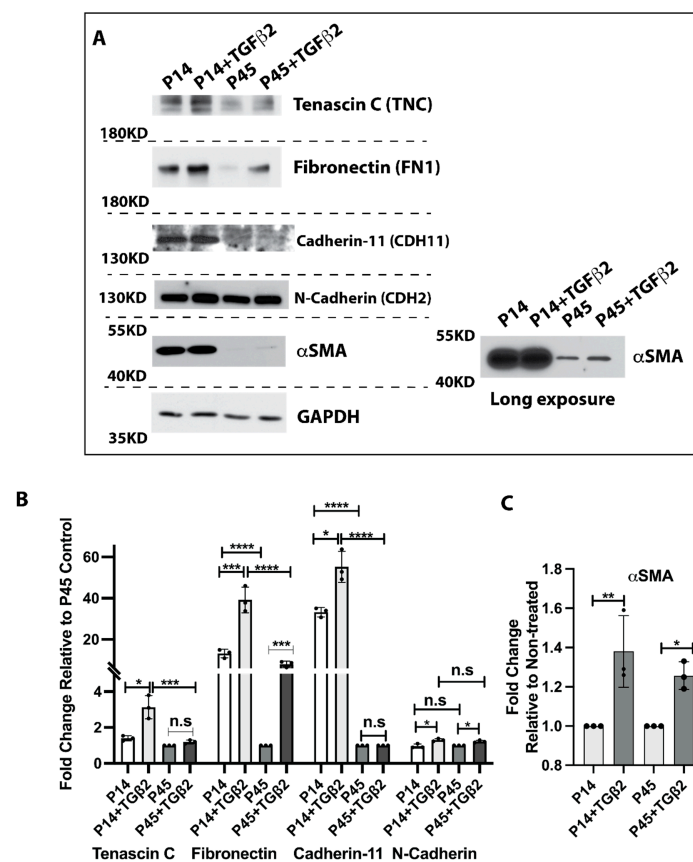 A
P14 P14+TGFβ2 P45 P45+TGFβ2
Tenascin C (TNC)
180KD
Fibronectin (FN1)
180KD
Cadherin-11 (CDH11)
130KD
130KD N-Cadherin (CDH2)
55KD
αSMA
40KD
GAPDH
35KD
P14 P14+TGFβ2 P45 P45+TGFβ2
55KD
αSMA
40KD
Long exposure
B
Fold Change Relative to P45 Control
60
40
20
4
2
0
* *** n.s
**** *** **** ***
**** * **** n.s
n.s n.s * *
P14 P14+TGβ2 P45 P45+TGβ2 P14 P14+TGβ2 P45 P45+TGβ2 P14 P14+TGβ2 P45 P45+TGβ2 P14 P14+TGβ2 P45 P45+TGβ2
Tenascin C Fibronectin Cadherin-11 N-Cadherin
C
αSMA
Fold Change
Relative to Non-treated
1.8
1.6
1.4
1.2
1.0
0.8
** *
P14 P14+TGβ2 P45 P45+TGβ2